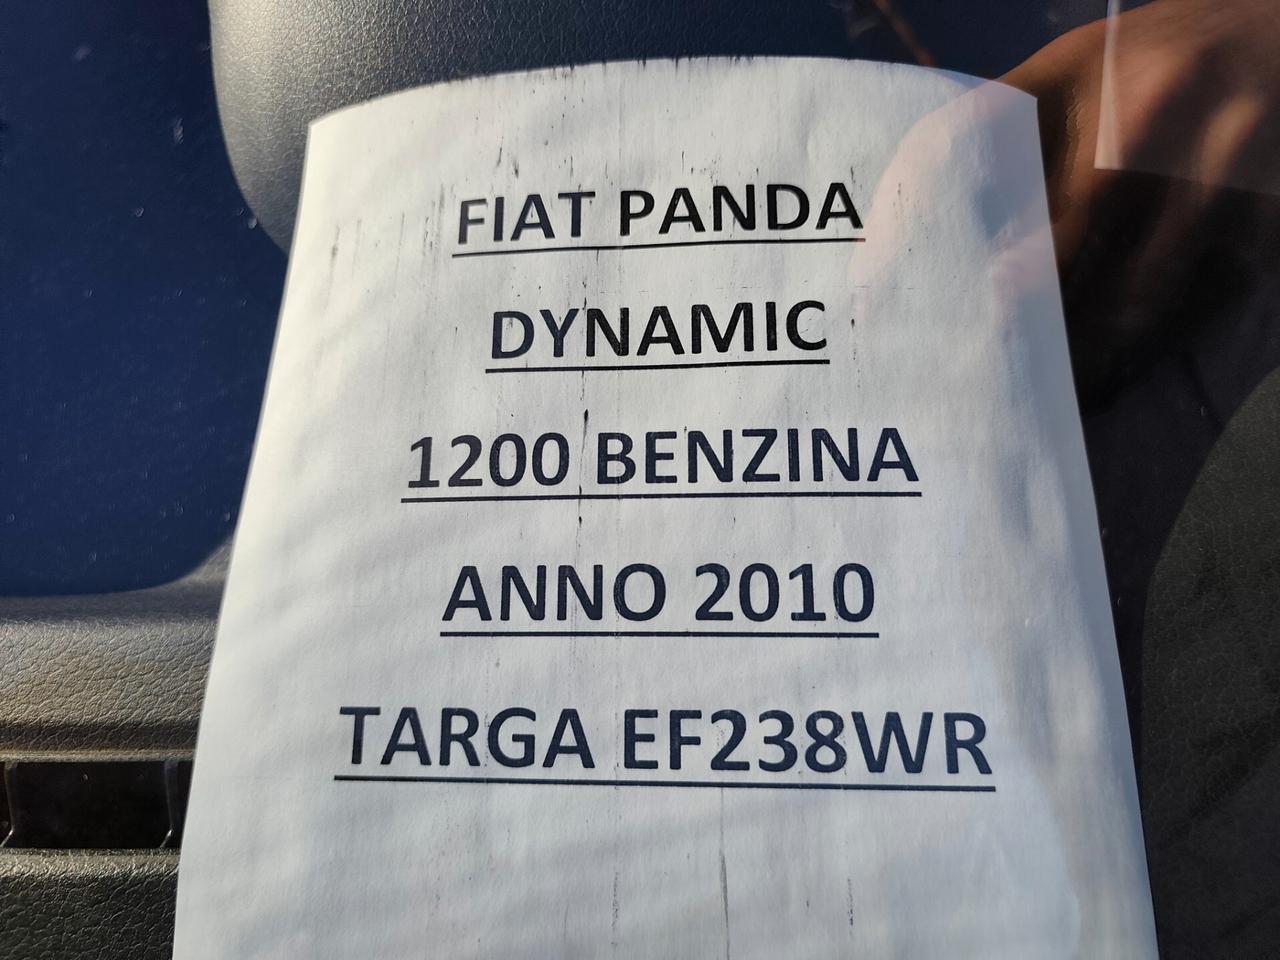 FIAT PANDA
DYNAMIC
1200 BENZINA
ANNO 2010
TARGA EF238WR